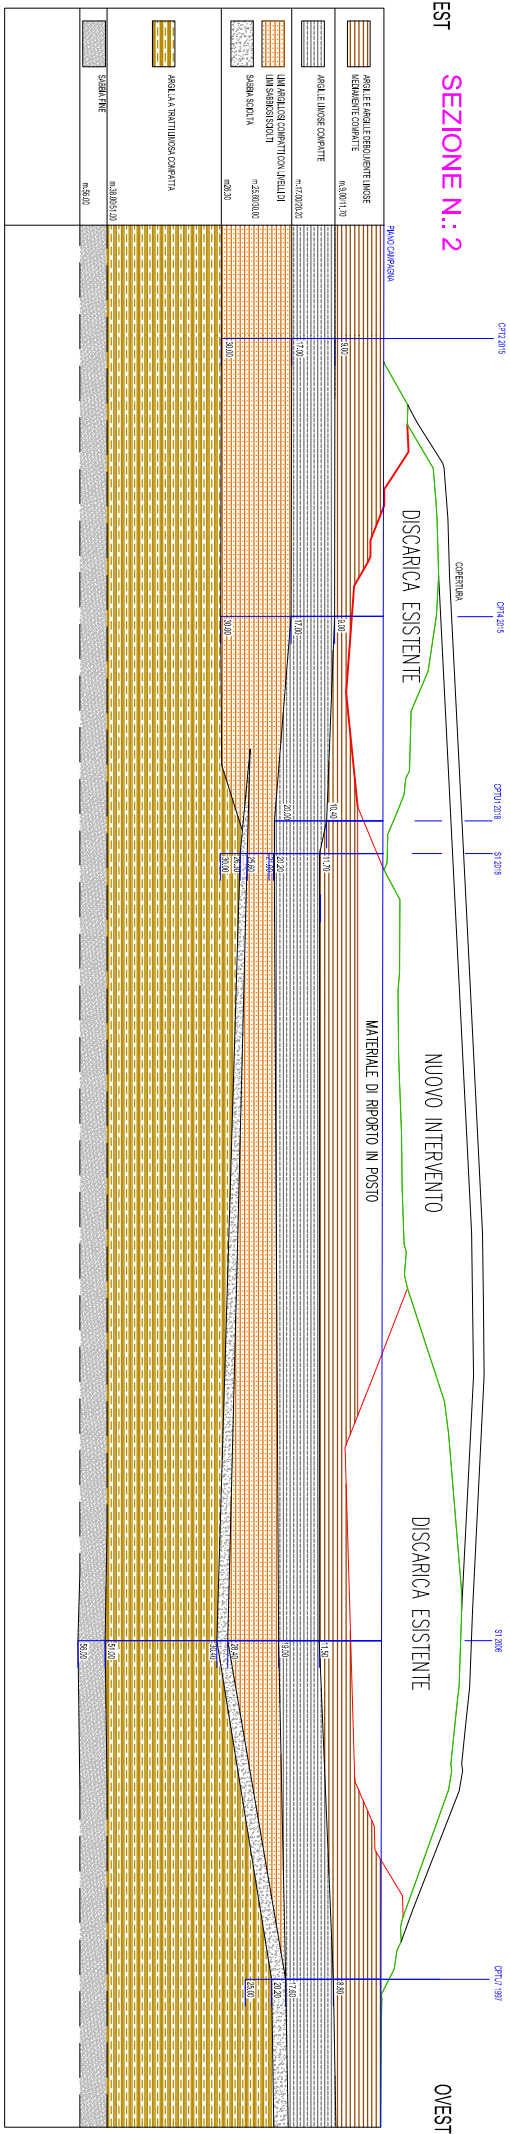 EST
SEZIONE N.: 2
OVEST
CPT2 2015
CPT4 2015
CPTU1 2018
S1 2018
S1 2006
CPTU7 1997
COPERTURA
DISCARICA ESISTENTE
NUOVO INTERVENTO
DISCARICA ESISTENTE
MATERIALE DI RIPORTO IN POSTO
PIANO CAMPAGNA
ARGILLE E ARGILLE DEBOLMENTE LIMOSE
MEDIAMENTE COMPATTE
m.9.00/11.70
ARGILLE LIMOSE COMPATTE
m.17.00/20.20
LIMI ARGILLOSI COMPATTI CON LIVELLI DI
LIMI SABBIOSI SCIOLTI
m.25.80/30.00
SABBIA SCIOLTA
m26.30
ARGILLA A TRATTI LIMOSA COMPATTA
m.38.00/51.00
SABBIA FINE
m.56.00
9.00
17.00
30.00
9.00
17.00
30.00
10.40
20.00
11.70
20.20
25.80
26.30
30.00
11.50
19.00
28.40
30.40
51.00
56.00
8.80
17.60
20.20
25.00